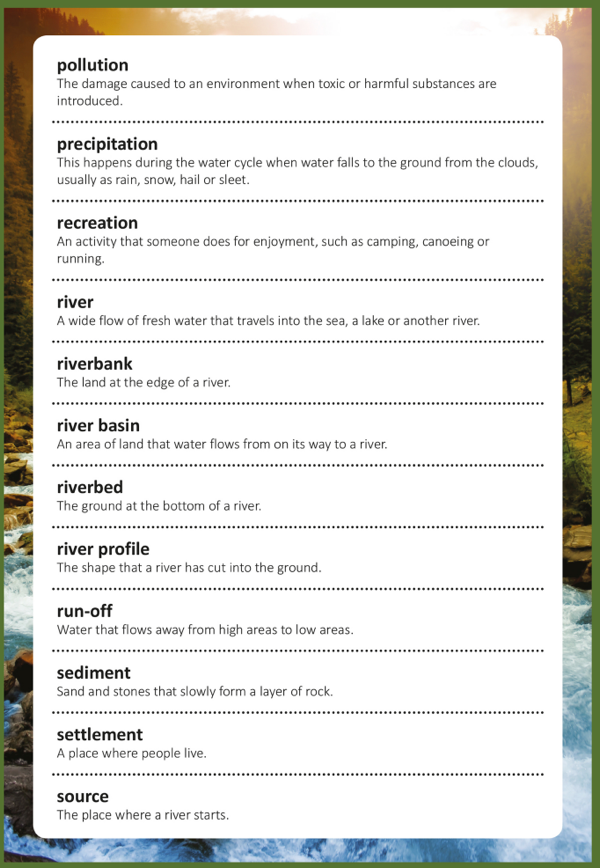 pollution
The damage caused to an environment when toxic or harmful substances are
introduced.
precipitation
This happens during the water cycle when water falls to the ground from the clouds,
usually as rain, snow, hail or sleet.
recreation
An activity that someone does for enjoyment, such as camping, canoeing or
running.
river
A wide flow of fresh water that travels into the sea, a lake or another river.
riverbank
The land at the edge of a river.
river basin
An area of land that water flows from on its way to a river.
riverbed
The ground at the bottom of a river.
river profile
The shape that a river has cut into the ground.
run-off
Water that flows away from high areas to low areas.
sediment
Sand and stones that slowly form a layer of rock.
settlement
A place where people live.
source
The place where a river starts.